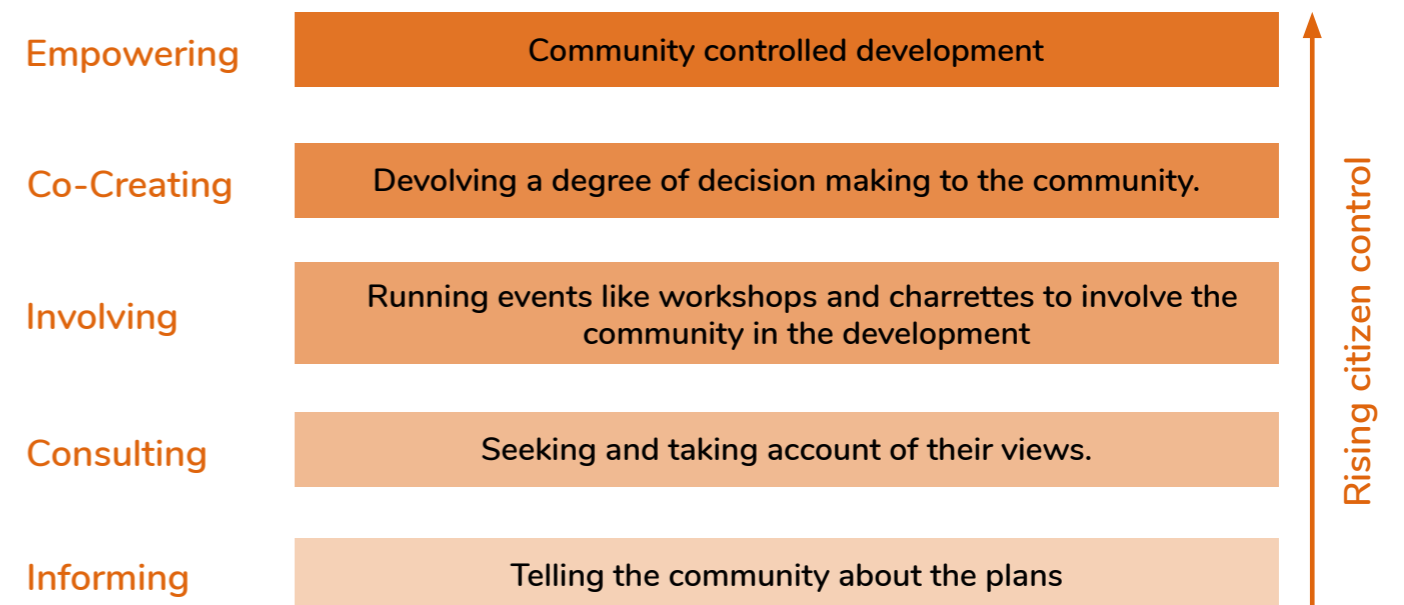 Empowering
Community controlled development
Co-Creating
Devolving a degree of decision making to the community.
Involving
Running events like workshops and charrettes to involve the
community in the development
Consulting
Seeking and taking account of their views.
Informing
Telling the community about the plans
Rising citizen control